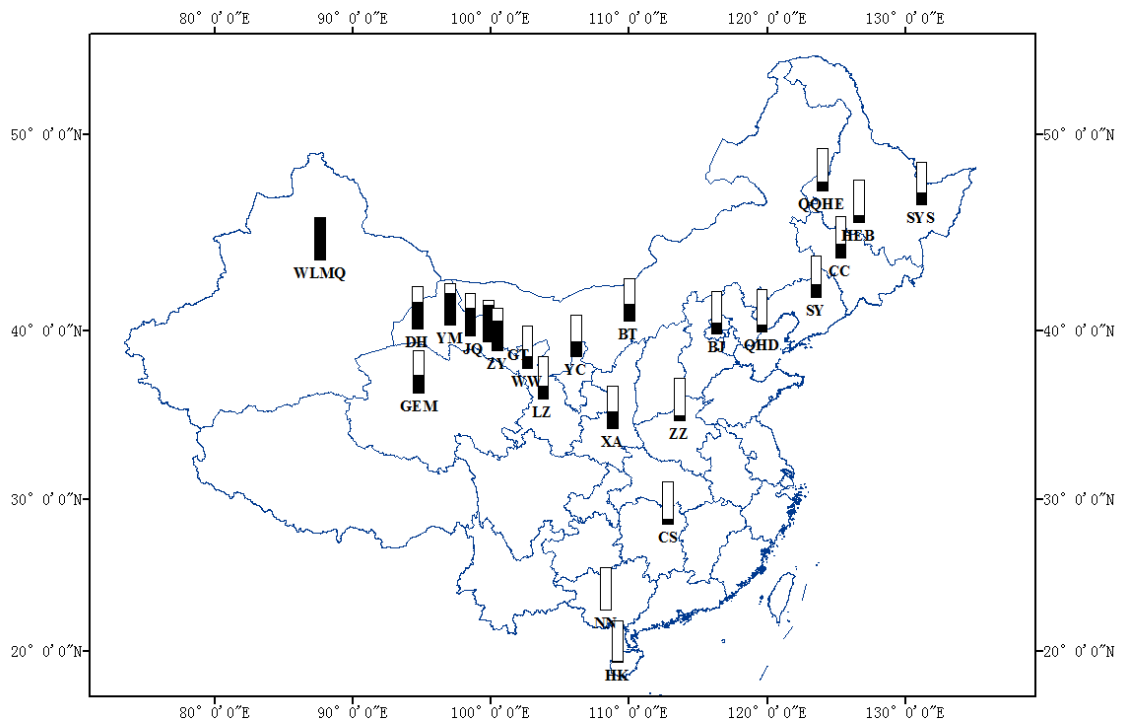 80° 0'0"E 90° 0'0"E 100° 0'0"E 110° 0'0"E 120° 0'0"E 130° 0'0"E
50° 0'0"N 50° 0'0"N
QQHE
SYS
HEB
WLMQ
CC
SY
40° 0'0"N 40° 0'0"N
DH
YM
JQ
BT
BJ
QHD
GT
ZY
YC
WW
GEM
LZ
XA
ZZ
30° 0'0"N 30° 0'0"N
CS
NN
20° 0'0"N 20° 0'0"N
HK
80° 0'0"E 90° 0'0"E 100° 0'0"E 110° 0'0"E 120° 0'0"E 130° 0'0"E